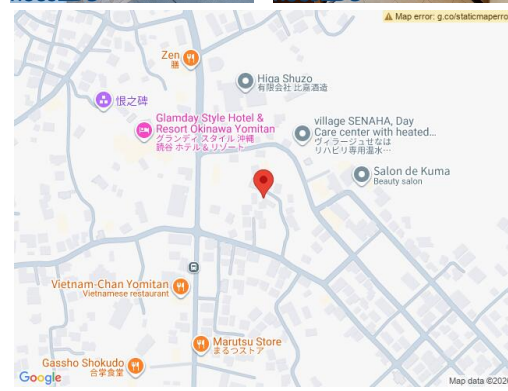 Map error: g.co/staticmaperro
Zen
膳
Higa Shuzo
有限会社 比嘉酒造
恨之碑
Glamday Style Hotel &
Resort Okinawa Yomitan
グランディスタイル 沖縄
読谷 ホテル&リゾート
village SENAHA, Day
Care center with heated...
ヴィラージュせなは
リハビリ専用温水…
Salon de Kuma
Beauty salon
Vietnam-Chan Yomitan
Vietnamese restaurant
Marutsu Store
まるつストア
Gassho Shokudo
合掌食堂
Google
Map data ©2026